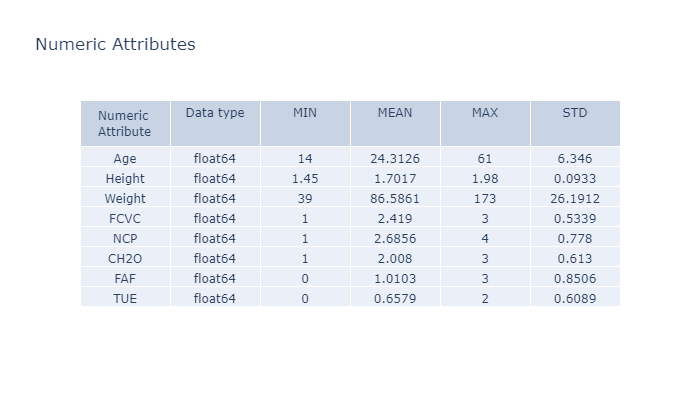 Numeric Attributes
Numeric Attribute Data type MIN MEAN MAX STD
Age float64 14 24.3126 61 6.346
Height float64 1.45 1.7017 1.98 0.0933
Weight float64 39 86.5861 173 26.1912
FCVC float64 1 2.419 3 0.5339
NCP float64 1 2.6856 4 0.778
CH2O float64 1 2.008 3 0.613
FAF float64 0 1.0103 3 0.8506
TUE float64 0 0.6579 2 0.6089